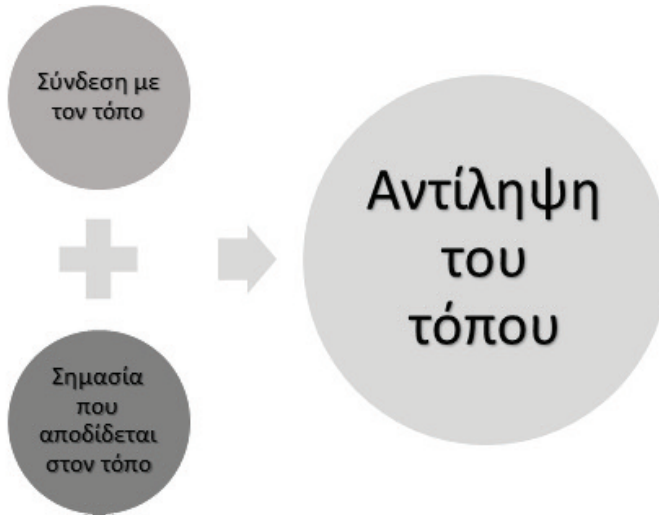 Σύνδεση με
τον τόπο
Σημασία
που
αποδίδεται
στον τόπο
Αντίληψη
του
τόπου